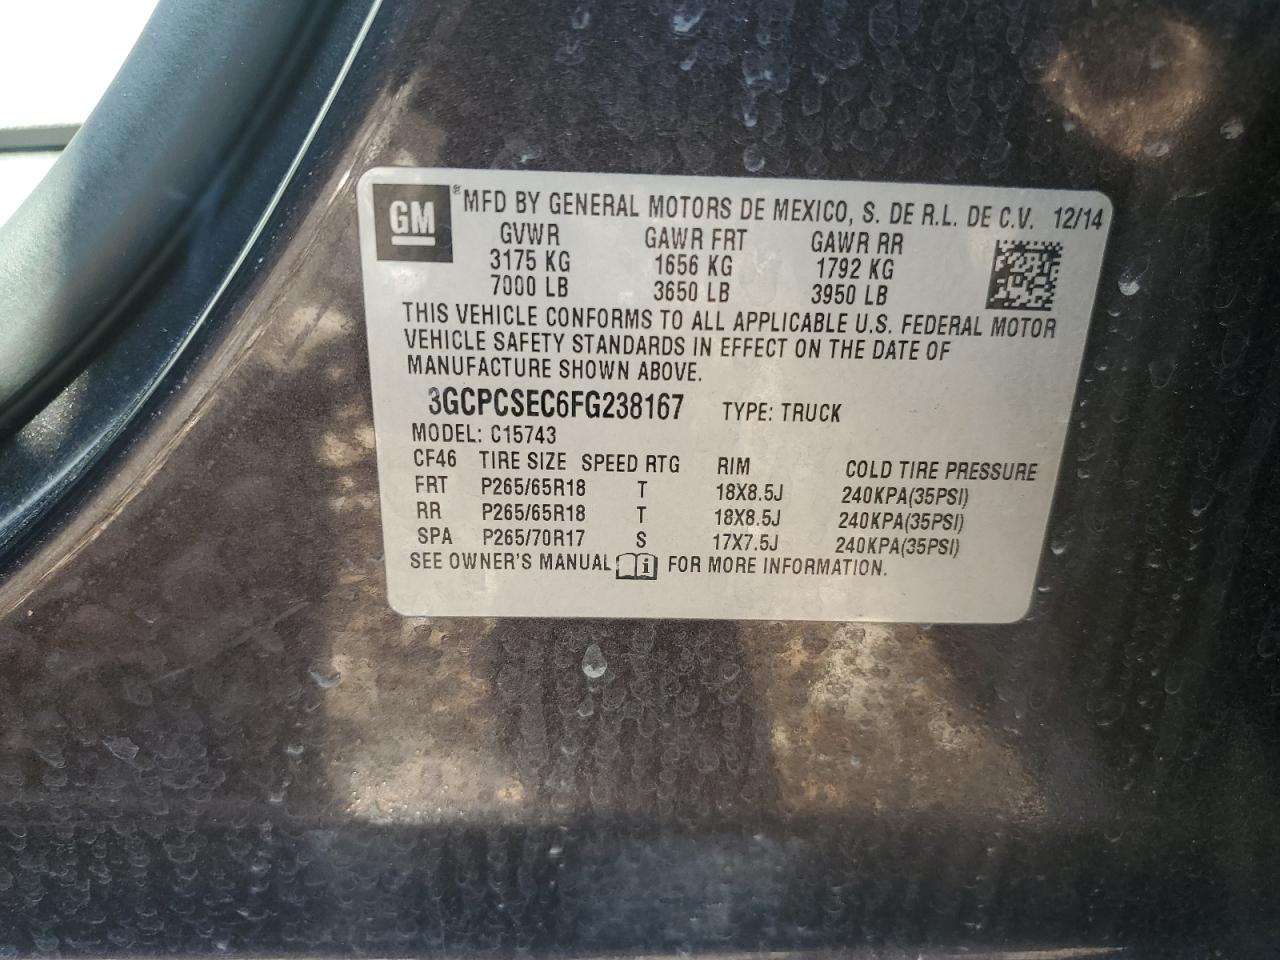 GM ® MFD BY GENERAL MOTORS DE MEXICO, S. DE R.L. DE C.V. 12/14
GVWR GAWR FRT GAWR RR
3175 KG 1656 KG 1792 KG
7000 LB 3650 LB 3950 LB
THIS VEHICLE CONFORMS TO ALL APPLICABLE U.S. FEDERAL MOTOR
VEHICLE SAFETY STANDARDS IN EFFECT ON THE DATE OF
MANUFACTURE SHOWN ABOVE.
3GCPCSEC6FG238167 TYPE: TRUCK
MODEL: C15743
CF46 TIRE SIZE SPEED RTG RIM COLD TIRE PRESSURE
FRT P265/65R18 T 18X8.5J 240KPA(35PSI)
RR P265/65R18 T 18X8.5J 240KPA(35PSI)
SPA P265/70R17 S 17X7.5J 240KPA(35PSI)
SEE OWNER'S MANUAL i FOR MORE INFORMATION.